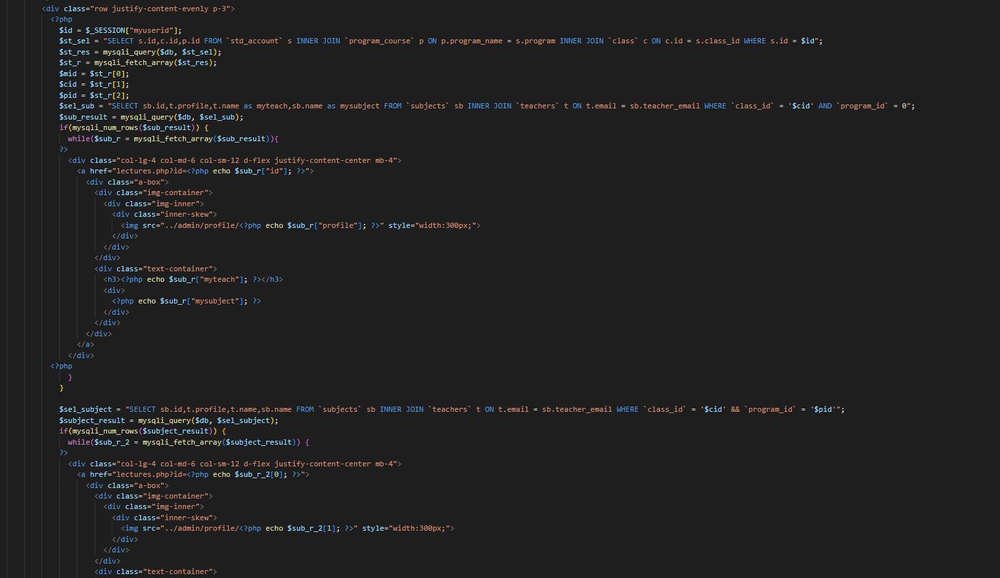 <div class="row justify-content-evenly p-3">
<?php
$id = $_SESSION["myuserid"];
$st_sel = "SELECT s.id,c.id,p.id FROM `std_account` s INNER JOIN `program_course` p ON p.program_name = s.program INNER JOIN `class` c ON c.id = s.class_id WHERE s.id = $id";
$st_res = mysqli_query($db, $st_sel);
$st_r = mysqli_fetch_array($st_res);
$mid = $st_r[0];
$cid = $st_r[1];
$pid = $st_r[2];
$sel_sub = "SELECT sb.id,t.profile,t.name as myteach,sb.name as mysubject FROM `subjects` sb INNER JOIN `teachers` t ON t.email = sb.teacher_email WHERE `class_id` = '$cid' AND `program_id` = 0";
$sub_result = mysqli_query($db, $sel_sub);
if(mysqli_num_rows($sub_result)) {
while($sub_r = mysqli_fetch_array($sub_result)){
?>
<div class="col-lg-4 col-md-6 col-sm-12 d-flex justify-content-center mb-4">
<a href="lectures.php?id=<?php echo $sub_r["id"]; ?>">
<div class="a-box">
<div class="img-container">
<div class="img-inner">
<div class="inner-skew">
<img src="../admin/profile/<?php echo $sub_r["profile"]; ?>" style="width:300px;">
</div>
</div>
</div>
<div class="text-container">
<h3><?php echo $sub_r["myteach"]; ?></h3>
<div>
<?php echo $sub_r["mysubject"]; ?>
</div>
</div>
</div>
</a>
</div>
<?php
}
}
$sel_subject = "SELECT sb.id,t.profile,t.name,sb.name FROM `subjects` sb INNER JOIN `teachers` t ON t.email = sb.teacher_email WHERE `class_id` = '$cid' && `program_id` = '$pid'";
$subject_result = mysqli_query($db, $sel_subject);
if(mysqli_num_rows($subject_result)) {
while($sub_r_2 = mysqli_fetch_array($subject_result)) {
?>
<div class="col-lg-4 col-md-6 col-sm-12 d-flex justify-content-center mb-4">
<a href="lectures.php?id=<?php echo $sub_r_2[0]; ?>">
<div class="a-box">
<div class="img-container">
<div class="img-inner">
<div class="inner-skew">
<img src="../admin/profile/<?php echo $sub_r_2[1]; ?>" style="width:300px;">
</div>
</div>
</div>
<div class="text-container">